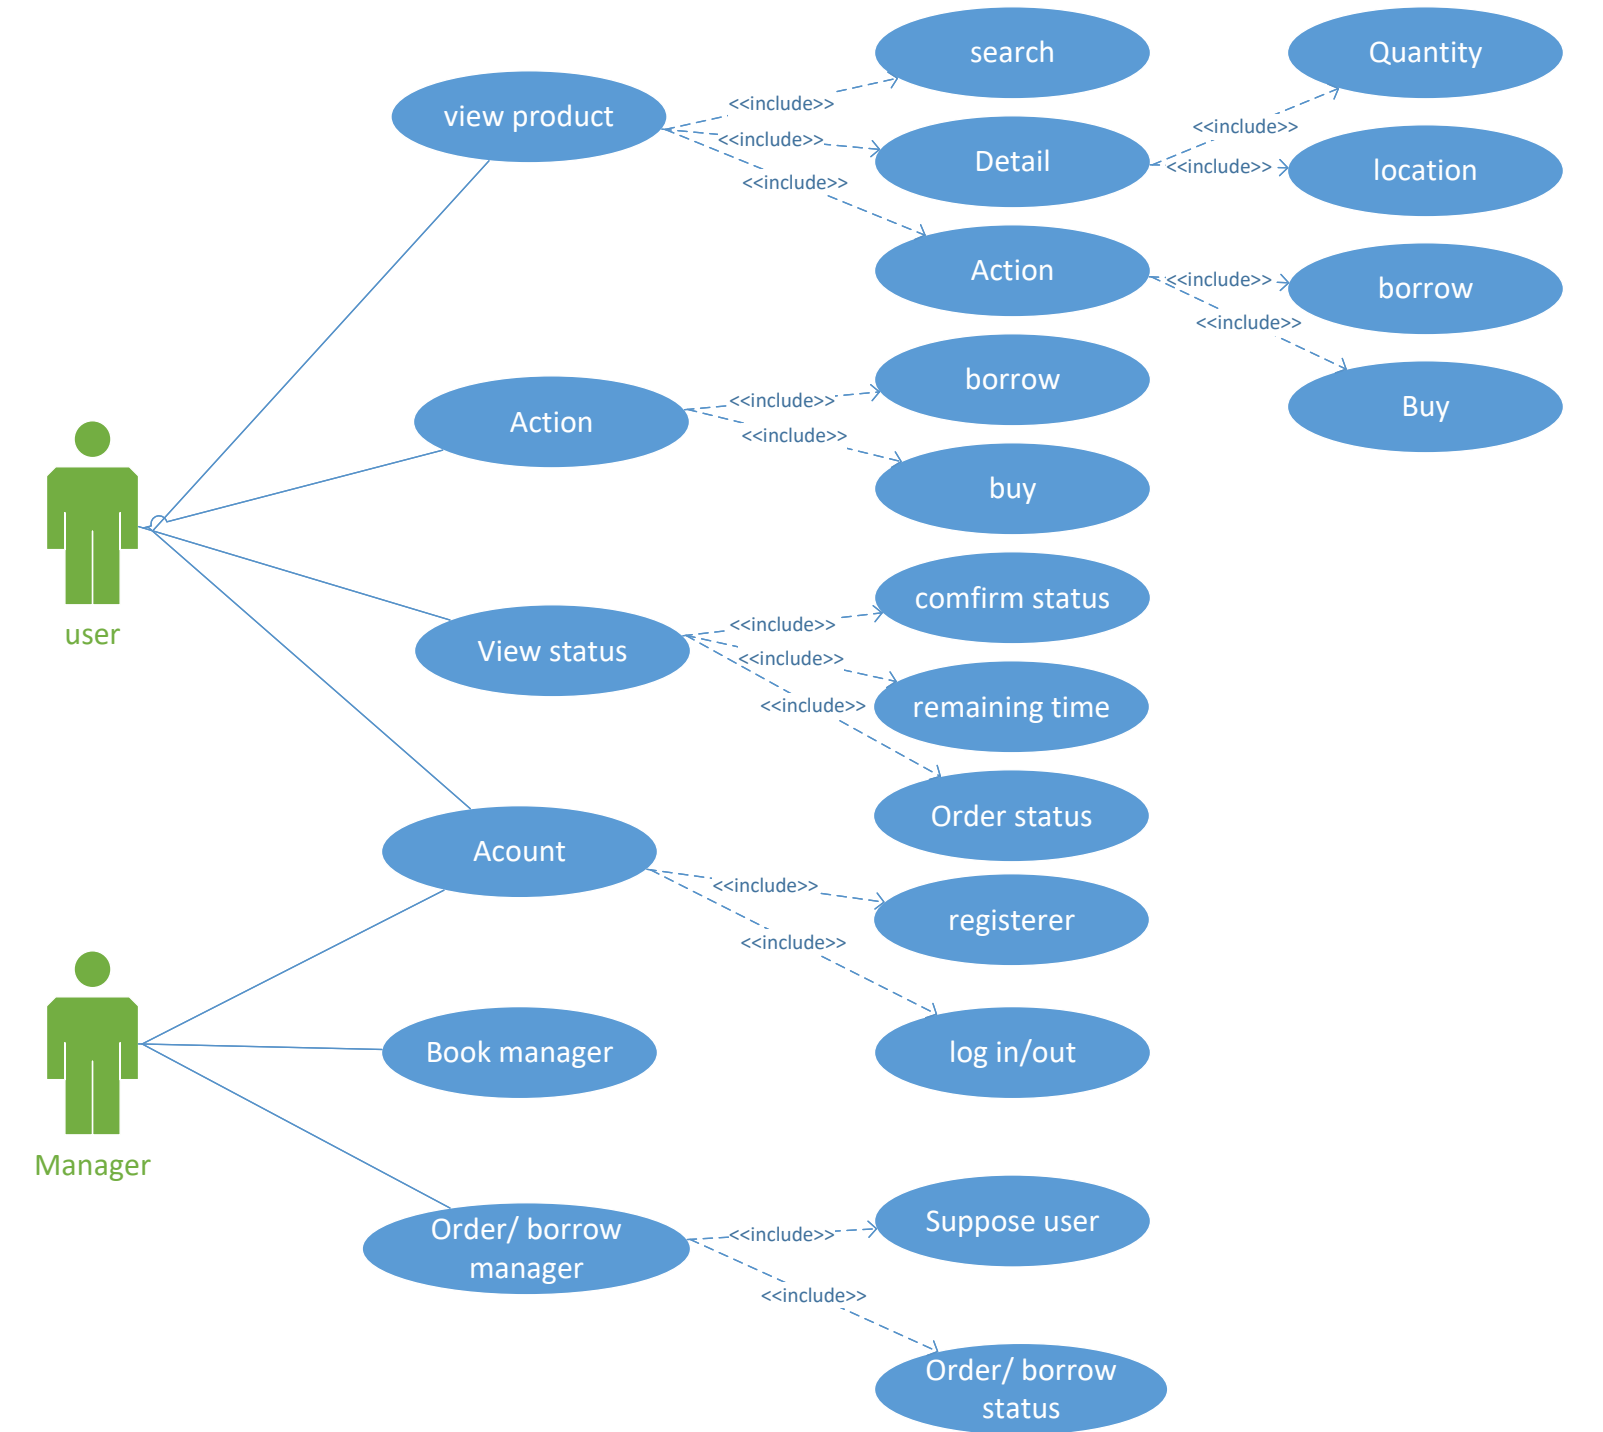 search
Quantity
view product
<<include>>
<<include>>
<<include>>
Detail
<<include>>
<<include>>
location
Action
<<include>>
<<include>>
borrow
Buy
Action
<<include>>
<<include>>
borrow
buy
user
View status
<<include>>
<<include>>
<<include>>
comfirm status
remaining time
Order status
Acount
<<include>>
<<include>>
registerer
log in/out
Book manager
Manager
Order/ borrow
manager
<<include>>
<<include>>
Suppose user
Order/ borrow
status